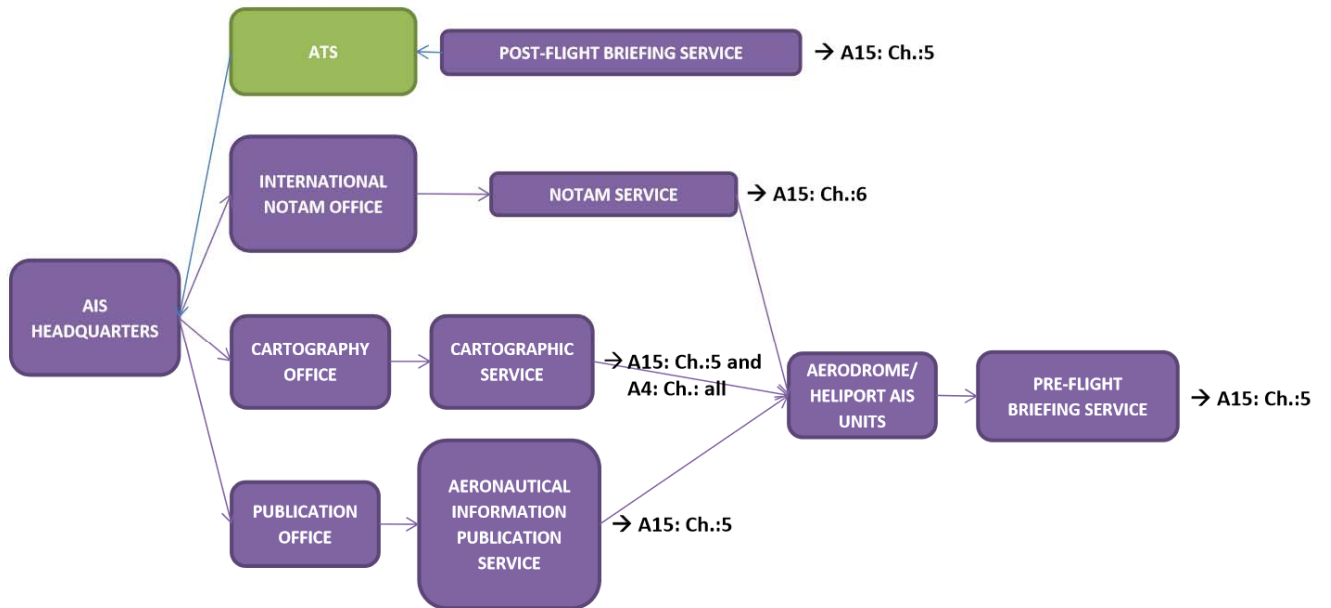 ATS
POST-FLIGHT BRIEFING SERVICE
→ A15: Ch.:5
INTERNATIONAL
NOTAM OFFICE
NOTAM SERVICE
→ A15: Ch.:6
AIS
HEADQUARTERS
CARTOGRAPHY
OFFICE
CARTOGRAPHIC
SERVICE
→ A15: Ch.:5 and
A4: Ch.: all
AERODROME/
HELIPORT AIS
UNITS
PRE-FLIGHT
BRIEFING SERVICE
→ A15: Ch.:5
PUBLICATION
OFFICE
AERONAUTICAL
INFORMATION
PUBLICATION
SERVICE
→ A15: Ch.:5